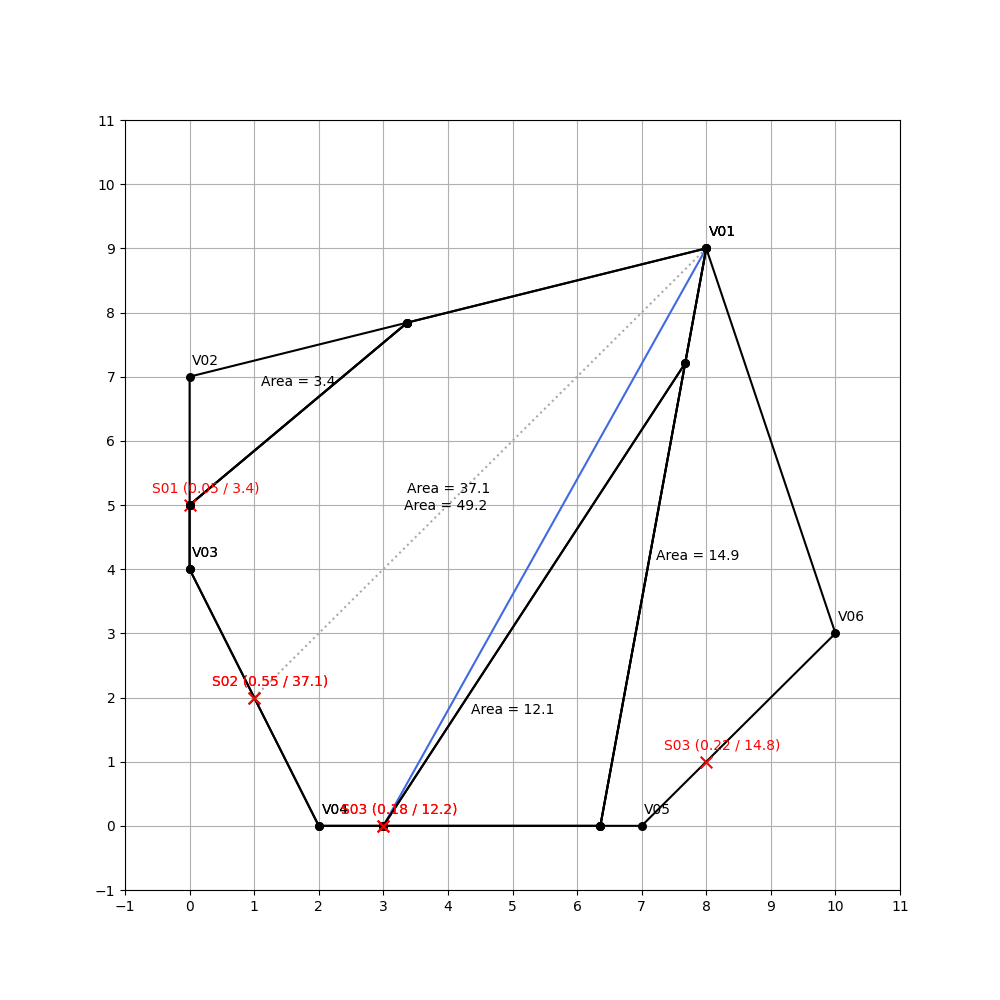 11
10
9
8
7
6
5
4
3
2
1
0
−1
V01
V02
Area = 3.4
S01 (0.05 / 3.4)
Area = 37.1
Area = 49.2
V03
Area = 14.9
V06
S02 (0.55 / 37.1)
Area = 12.1
S03 (0.22 / 14.8)
V04
S03 (0.18 / 12.2)
V05
−1 0 1 2 3 4 5 6 7 8 9 10 11